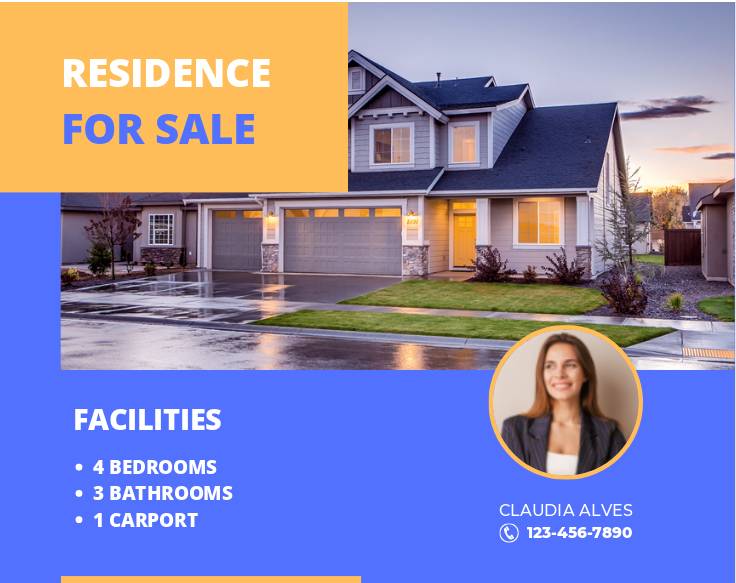 RESIDENCE
FOR SALE
FACILITIES
• 4 BEDROOMS
• 3 BATHROOMS
• 1 CARPORT
CLAUDIA ALVES
123-456-7890